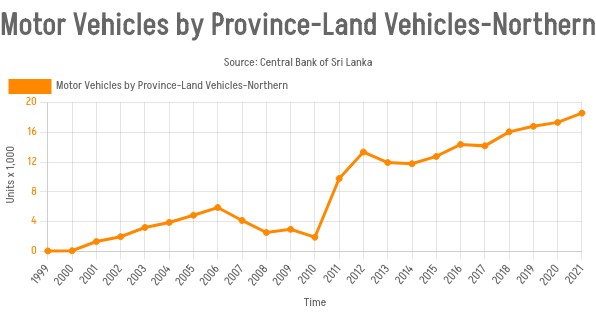 Motor Vehicles by Province-Land Vehicles-Northern
Source: Central Bank of Sri Lanka
Motor Vehicles by Province-Land Vehicles-Northern
Units x 1,000
20
16
12
8
4
0
1999 2000 2001 2002 2003 2004 2005 2006 2007 2008 2009 2010 2011 2012 2013 2014 2015 2016 2017 2018 2019 2020 2021
Time